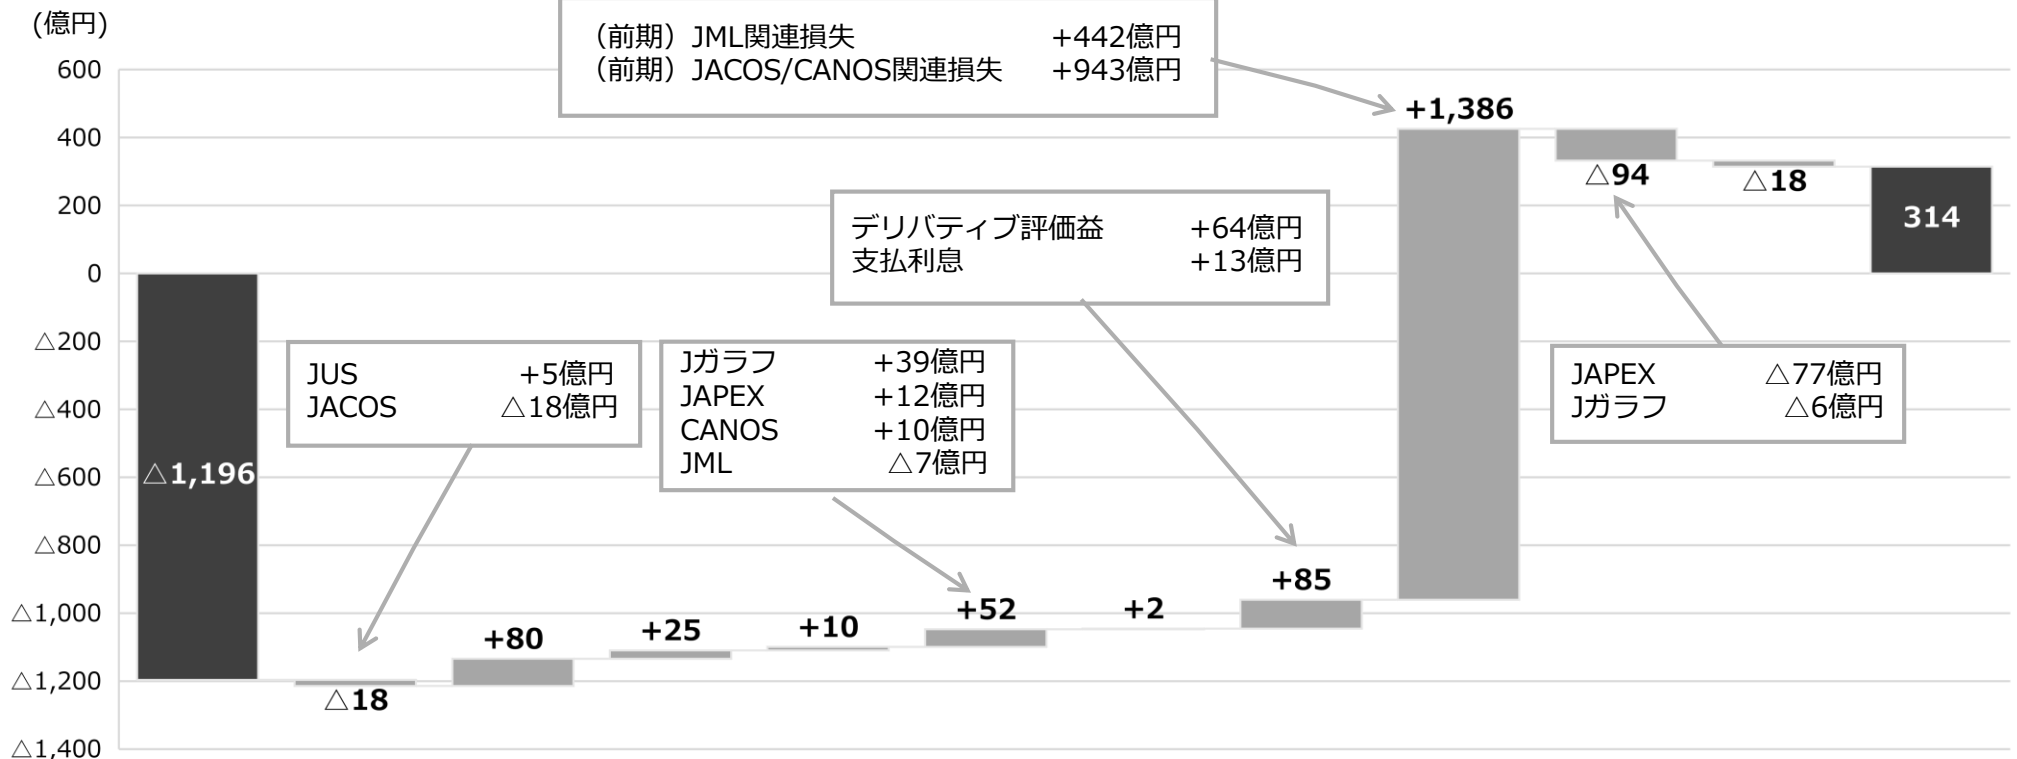 (億円)
（前期）JML関連損失 +442億円
（前期）JACOS/CANOS関連損失 +943億円
600
400
200
0
△200
△400
△600
△800
△1,000
△1,200
△1,400
△1,196
△18
+80
+25
+10
+52
+2
+85
+1,386
△94
△18
314
JUS +5億円
JACOS △18億円
Jガラフ +39億円
JAPEX +12億円
CANOS +10億円
JML △7億円
デリバティブ評価益 +64億円
支払利息 +13億円
JAPEX △77億円
Jガラフ △6億円